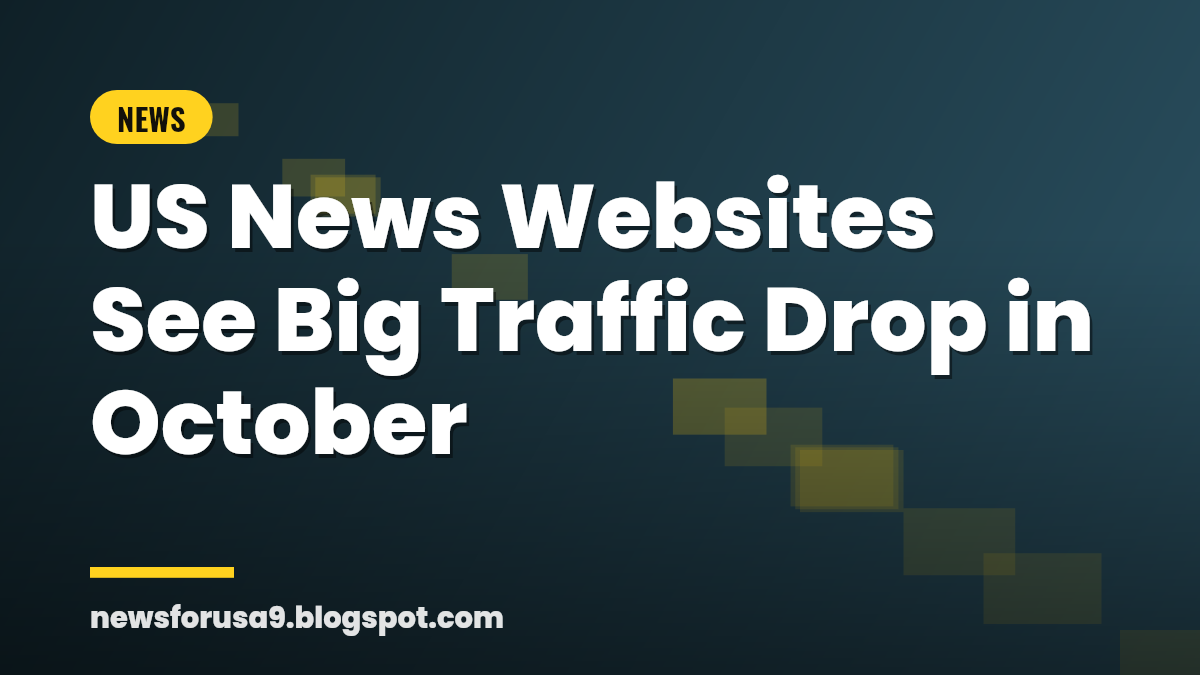 NEWS
US News Websites
See Big Traffic Drop in
October
newsforusa9.blogspot.com